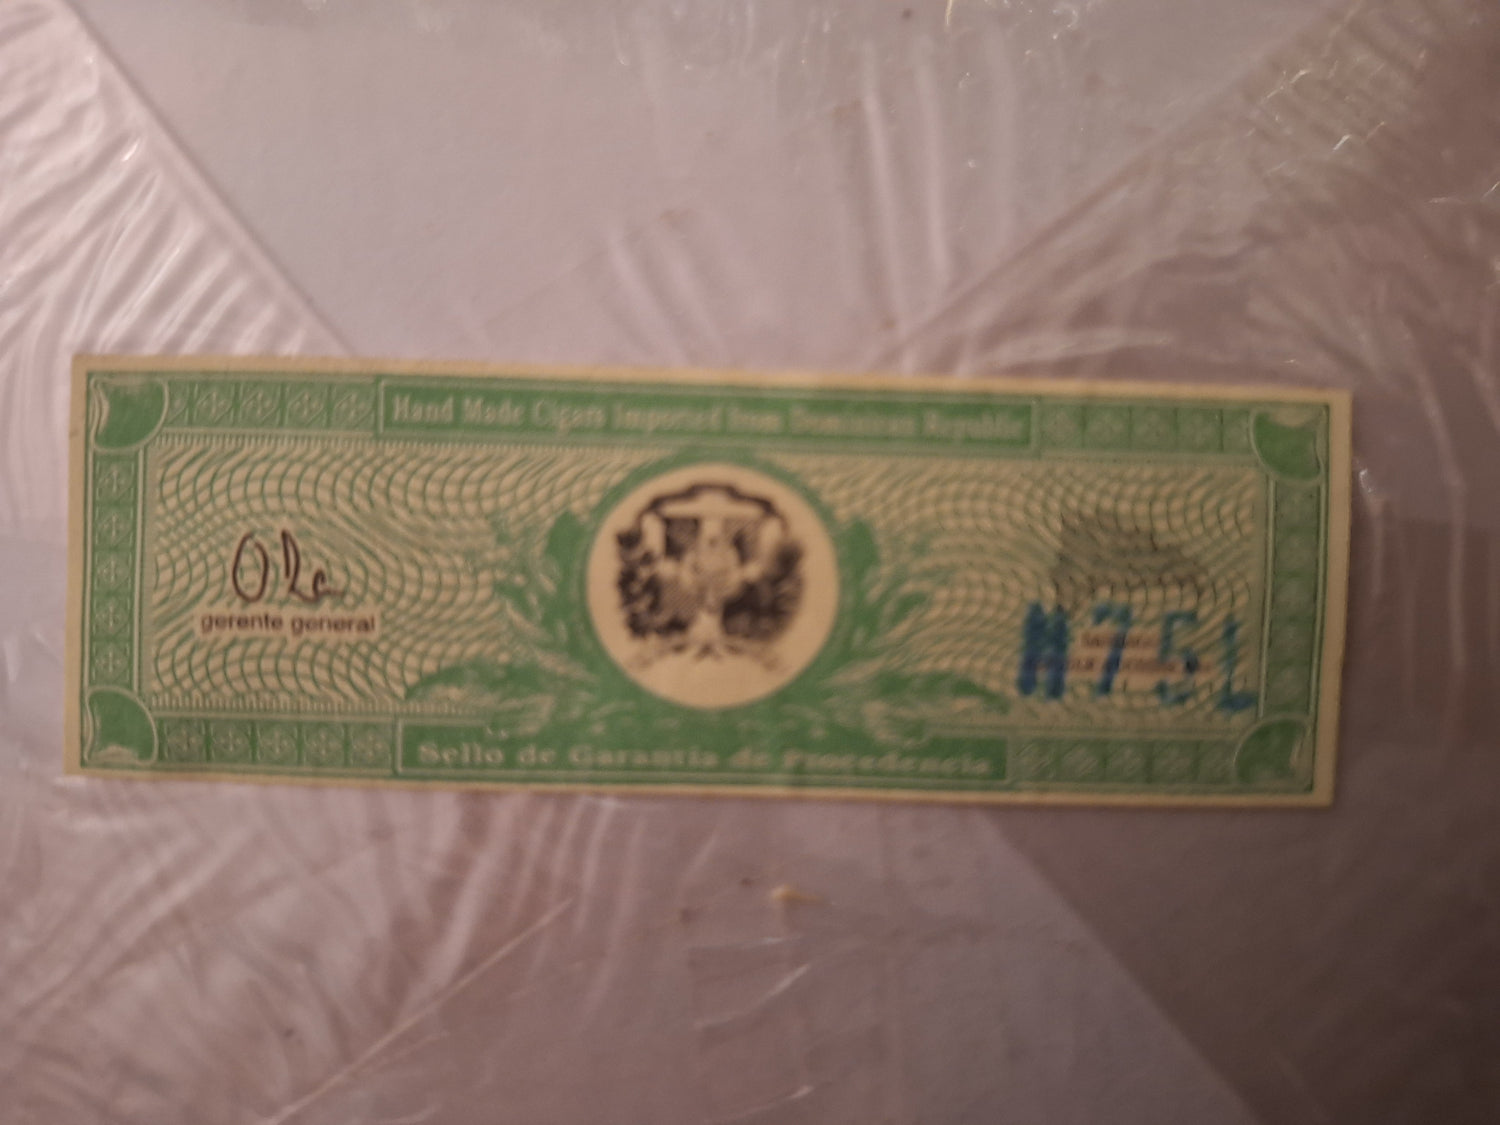 Hand Made Cigars Imported from Dominican Republic
gerente general
Sello de Garantia de Procedencia